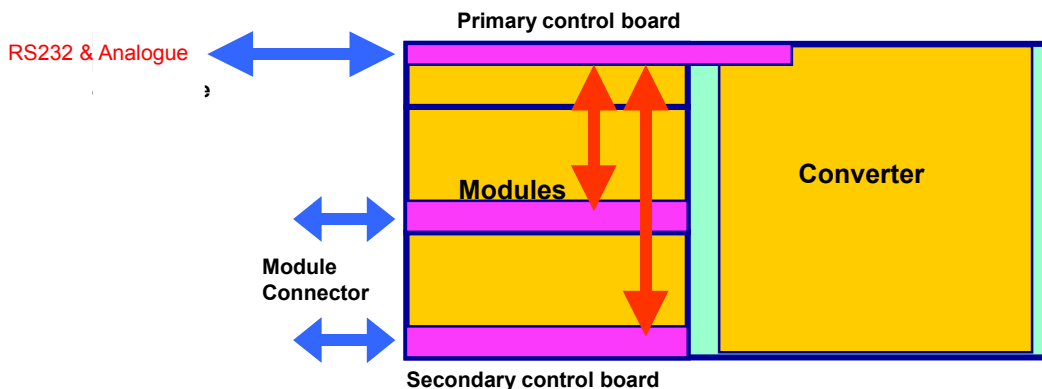 Primary control board
RS232 & Analogue
e
Modules
Converter
Module
Connector
Secondary control board